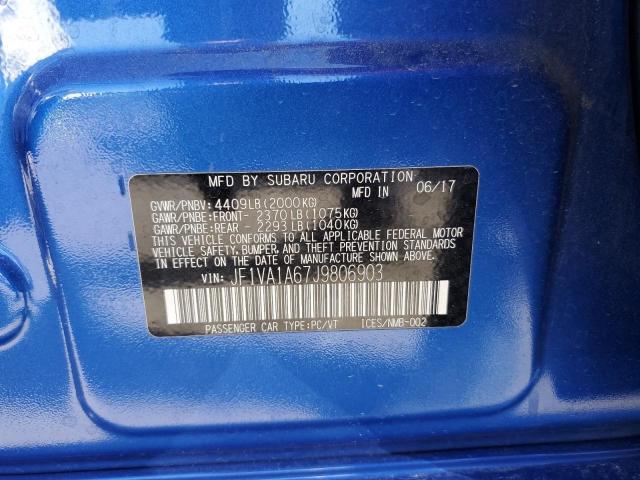 MFD BY SUBARU CORPORATION
MFD IN 06/17
GVWR/PNBV: 4409LB(2000KG)
GAWR/PNBE:FRONT- 2370LB(1075KG)
GAWR/PNBE:REAR - 2293LB(1040KG)
THIS VEHICLE CONFORMS TO ALL APPLICABLE FEDERAL MOTOR
VEHICLE SAFETY,BUMPER,AND THEFT PREVENTION STANDARDS
IN EFFECT ON THE DATE OF MANUFACTURE SHOWN ABOVE.
VIN: JF1VA1A67J9806903
PASSENGER CAR TYPE:PC/VT ICES/NMB-002